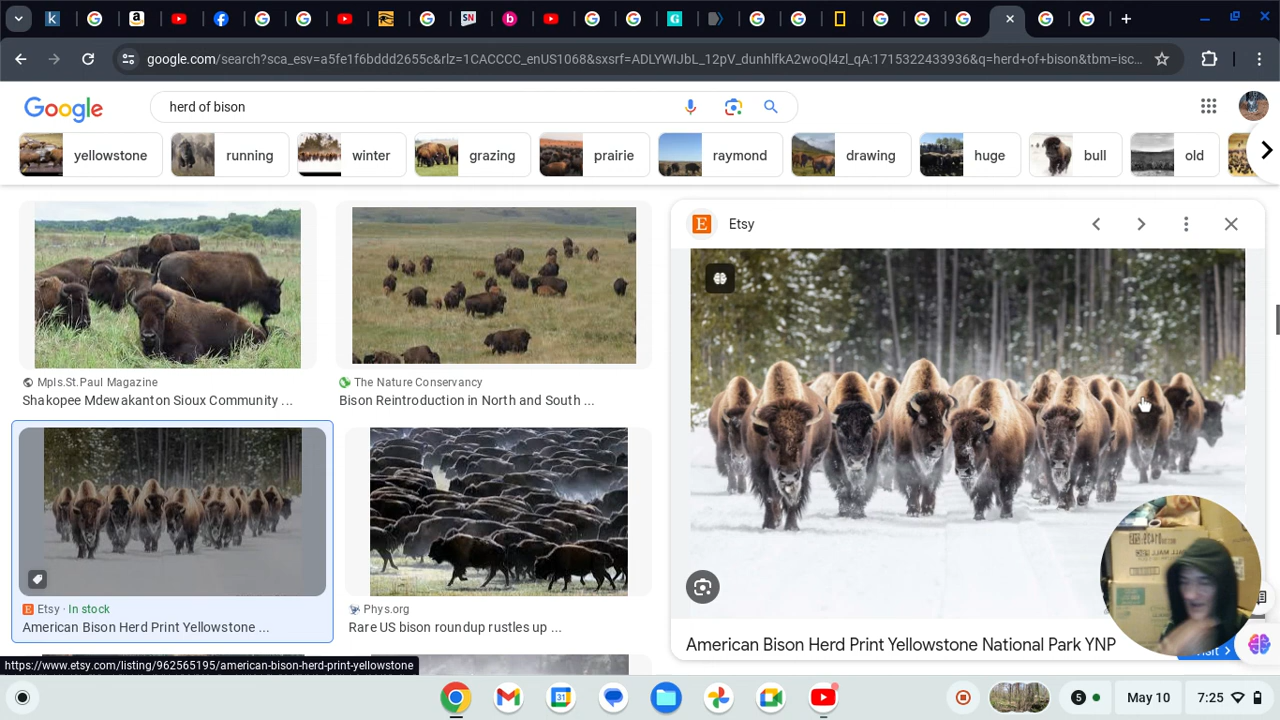 google.com/search?sca_esv=a5fe1f6bddd2655c&rlz=1CACCCC_enUS1068&sxsrf=ADLYWIJbL_12pV_dunhlfkA2woQl4zl_qA:1715322433936&q=herd+of+bison&tbm=isc...
Google
herd of bison
yellowstone
running
winter
grazing
prairie
raymond
drawing
huge
bull
old
Etsy
Mpls.St.Paul Magazine
Shakopee Mdewakanton Sioux Community ...
The Nature Conservancy
Bison Reintroduction in North and South ...
Etsy · In stock
American Bison Herd Print Yellowstone ...
Phys.org
Rare US bison roundup rustles up ...
American Bison Herd Print Yellowstone National Park YNP
Visit
https://www.etsy.com/listing/962565195/american-bison-herd-print-yellowstone
5
May 10
7:25